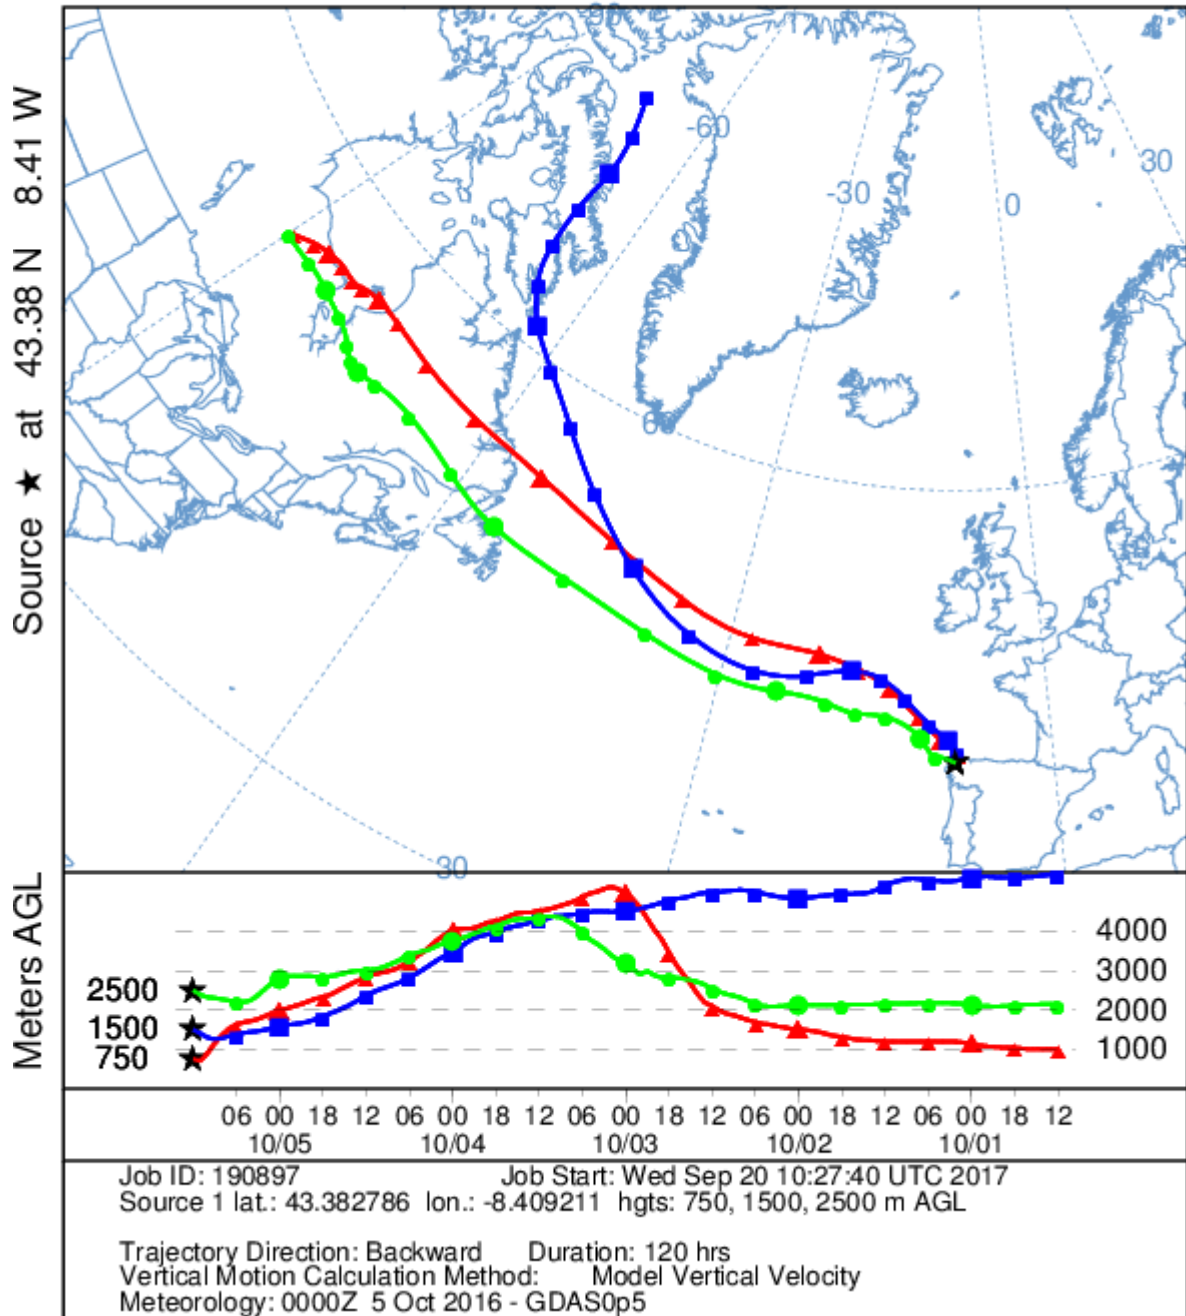 -90
-60
30
-30
0
60
30
Source ★ at 43.38 N 8.41 W
Meters AGL
4000
3000
2500
2000
1500
1000
750
06 00 18 12 06 00 18 12 06 00 18 12 06 00 18 12 06 00 18 12
10/05 10/04 10/03 10/02 10/01
Job ID: 190897 Job Start: Wed Sep 20 10:27:40 UTC 2017
Source 1 lat.: 43.382786 lon.: -8.409211 hgts: 750, 1500, 2500 m AGL
Trajectory Direction: Backward Duration: 120 hrs
Vertical Motion Calculation Method: Model Vertical Velocity
Meteorology: 0000Z 5 Oct 2016 - GDAS0p5